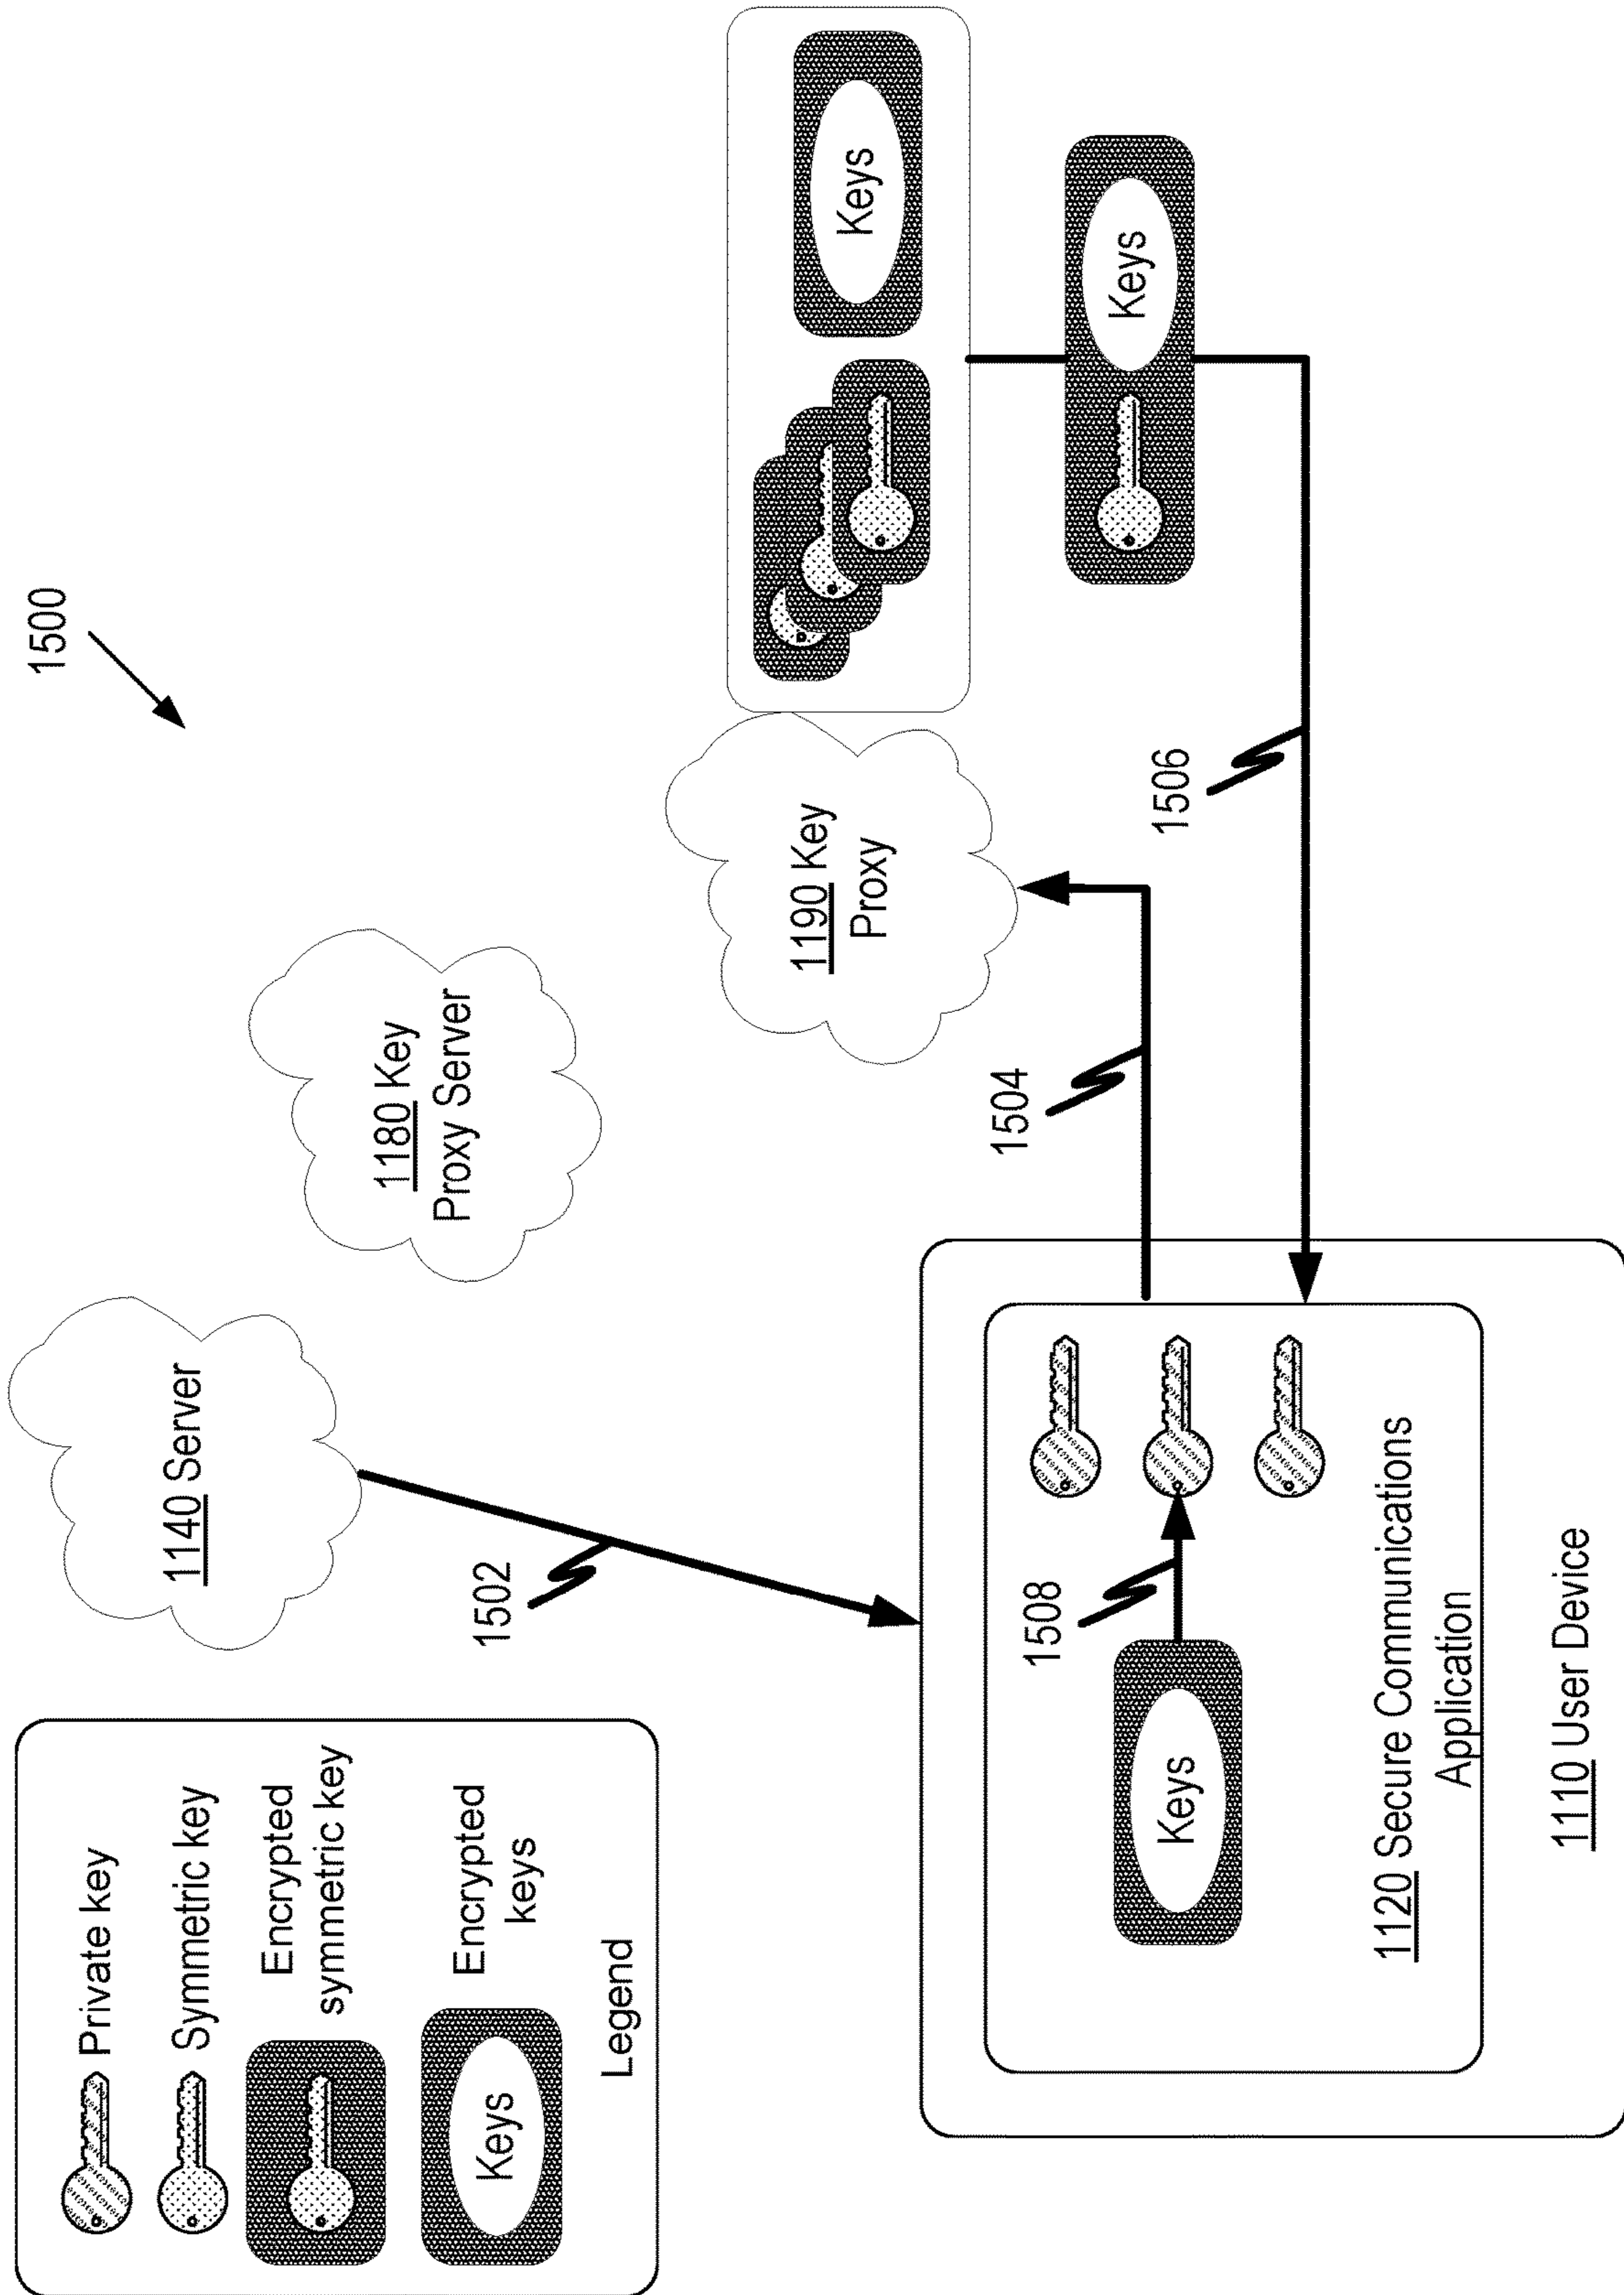 1500
Private key
Symmetric key
Encrypted
symmetric key
Keys
Encrypted
keys
Legend
1140 Server
1180 Key
Proxy Server
1190 Key
Proxy
Keys
Keys
1502
1504
1506
1508
Keys
1120 Secure Communications
Application
1110 User Device